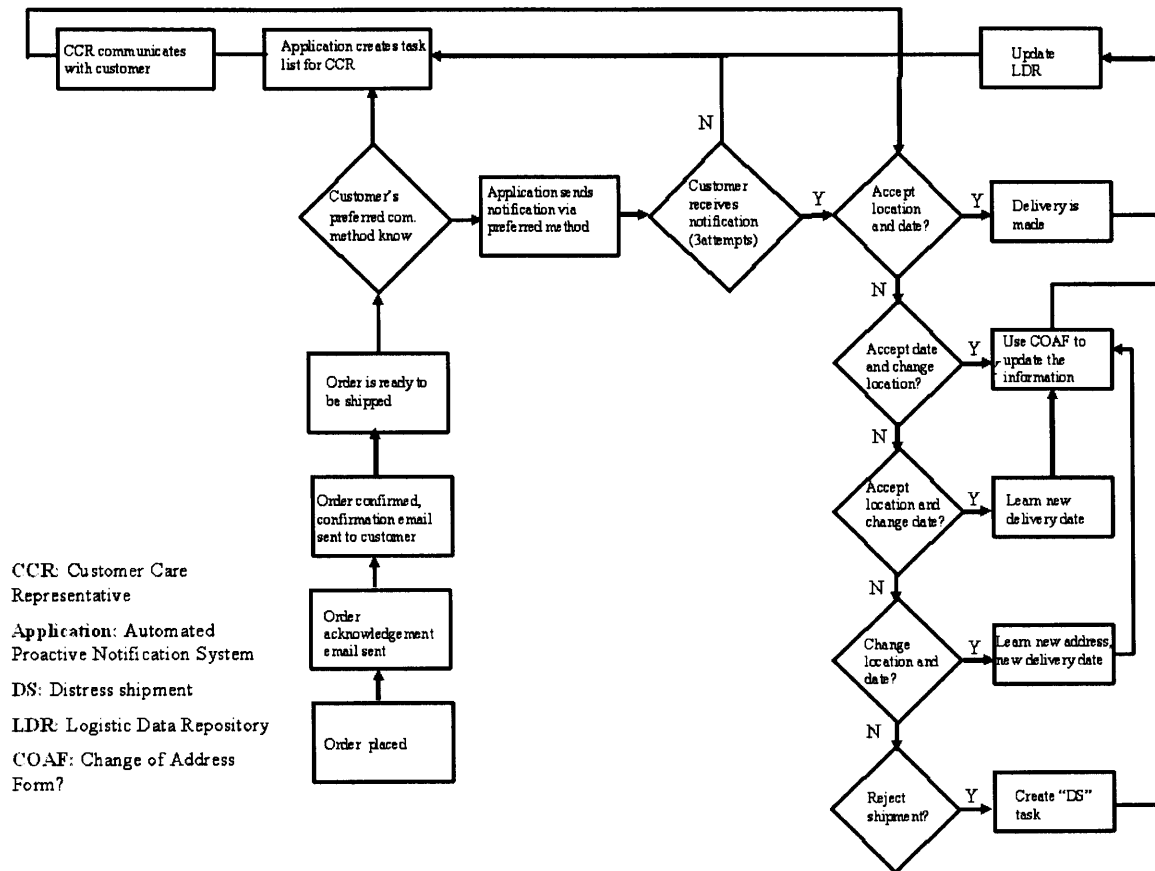 CCR communicates
with customer
Application creates task
list for CCR
Update
LDR
N
Customer's
preferred com.
method know
Application sends
notification via
preferred method
Customer
receives
notification
(3attempts)
Y
Accept
location
and date?
Y
Delivery is
made
N
Order is ready to
be shipped
Accept date
and change
location?
Y
Use COAF to
update the
information
N
Order confirmed,
confirmation email
sent to customer
Accept
location and
change date?
Y
Learn new
delivery date
N
CCR: Customer Care
Representative
Application: Automated
Proactive Notification System
DS: Distress shipment
LDR: Logistic Data Repository
COAF: Change of Address
Form?
Order
acknowledgement
email sent
Change
location and
date?
Y
Learn new address,
new delivery date
N
Order placed
Reject
shipment?
Y
Create "DS"
task